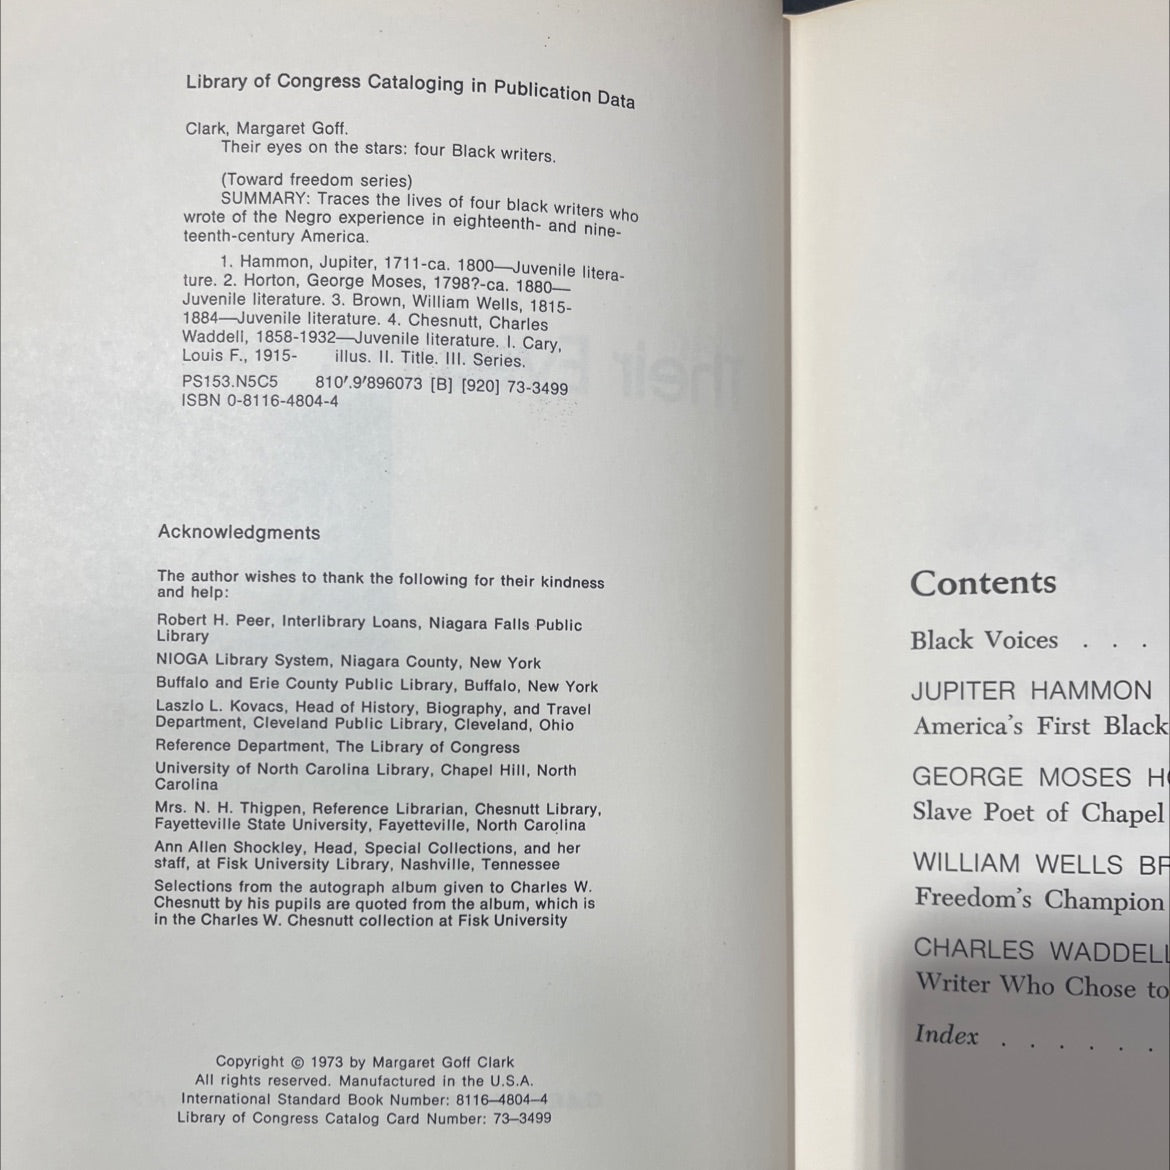 Library of Congress Cataloging in Publication Data
Clark, Margaret Goff.
Their eyes on the stars: four Black writers.
(Toward freedom series)
SUMMARY: Traces the lives of four black writers who
wrote of the Negro experience in eighteenth- and nine-
teenth-century America.
1. Hammon, Jupiter, 1711-ca. 1800—Juvenile litera-
ture. 2. Horton, George Moses, 1798?-ca. 1880—
Juvenile literature. 3. Brown, William Wells, 1815-
1884—Juvenile literature. 4. Chesnutt, Charles
Waddell, 1858-1932—Juvenile literature. I. Cary,
Louis F., 1915- illus. II. Title. III. Series.
PS153.N5C5 810′.9′896073 [B] [920] 73-3499
ISBN 0-8116-4804-4
Acknowledgments
The author wishes to thank the following for their kindness
and help:
Robert H. Peer, Interlibrary Loans, Niagara Falls Public
Library
NIOGA Library System, Niagara County, New York
Buffalo and Erie County Public Library, Buffalo, New York
Laszlo L. Kovacs, Head of History, Biography, and Travel
Department, Cleveland Public Library, Cleveland, Ohio
Reference Department, The Library of Congress
University of North Carolina Library, Chapel Hill, North
Carolina
Mrs. N. H. Thigpen, Reference Librarian, Chesnutt Library,
Fayetteville State University, Fayetteville, North Carolina
Ann Allen Shockley, Head, Special Collections, and her
staff, at Fisk University Library, Nashville, Tennessee
Selections from the autograph album given to Charles W.
Chesnutt by his pupils are quoted from the album, which is
in the Charles W. Chesnutt collection at Fisk University
Copyright © 1973 by Margaret Goff Clark
All rights reserved. Manufactured in the U.S.A.
International Standard Book Number: 8116–4804–4
Library of Congress Catalog Card Number: 73–3499
Contents
Black Voices . . .
JUPITER HAMMON
America's First Black
GEORGE MOSES HO
Slave Poet of Chapel
WILLIAM WELLS BR
Freedom's Champion
CHARLES WADDELL
Writer Who Chose to
Index . . . . . .